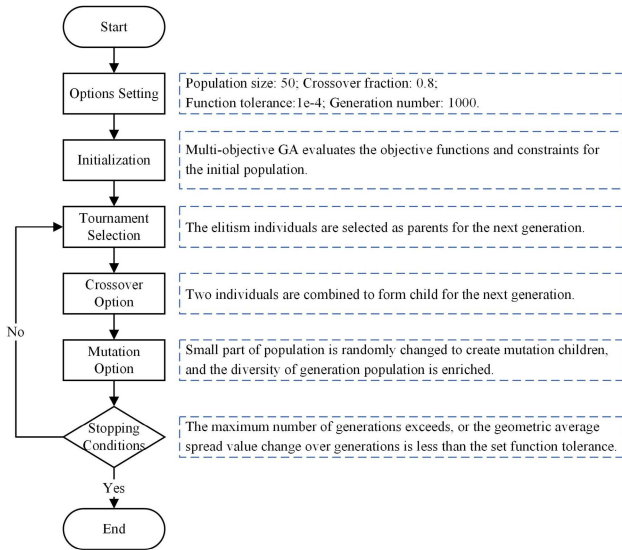 Start
Options Setting
Population size: 50; Crossover fraction: 0.8;
Function tolerance:1e-4; Generation number: 1000.
Initialization
Multi-objective GA evaluates the objective functions and constraints for
the initial population.
Tournament
Selection
The elitism individuals are selected as parents for the next generation.
Crossover
Option
Two individuals are combined to form child for the next generation.
No
Mutation
Option
Small part of population is randomly changed to create mutation children,
and the diversity of generation population is enriched.
Stopping
Conditions
The maximum number of generations exceeds, or the geometric average
spread value change over generations is less than the set function tolerance.
Yes
End